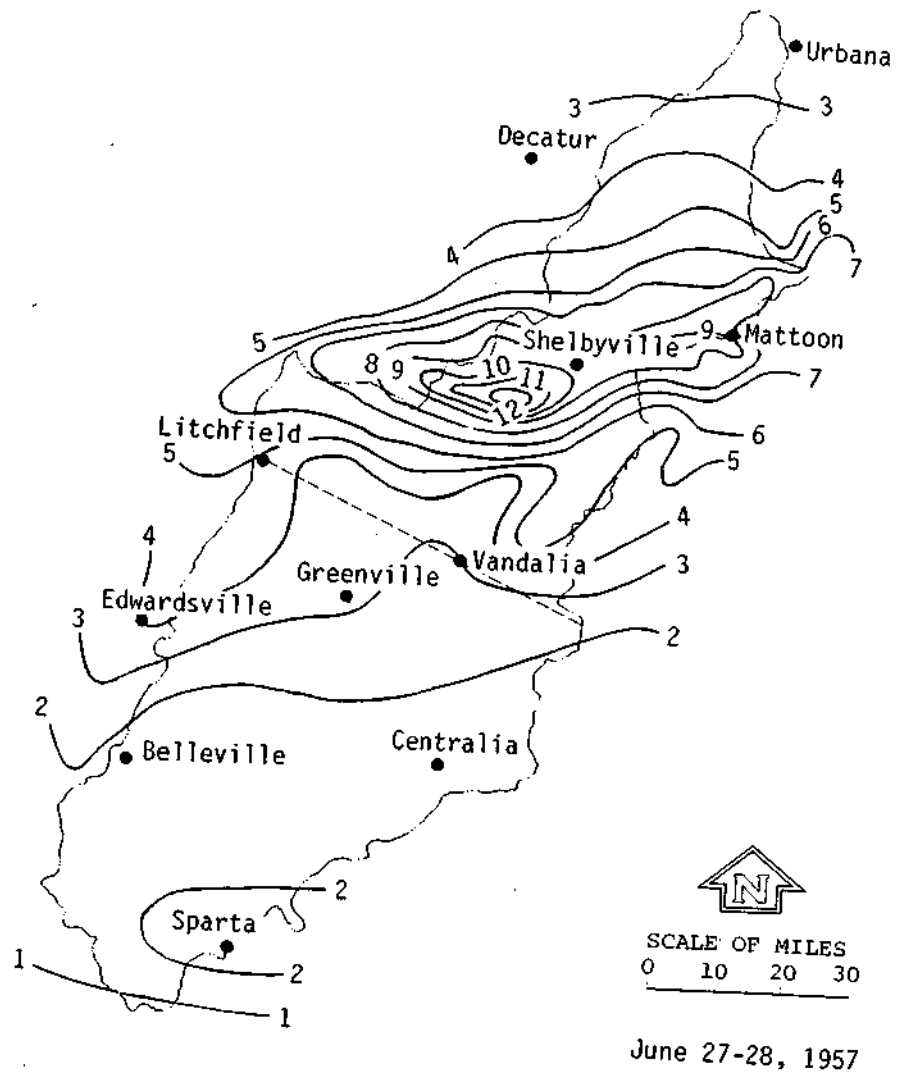 Urbana
3 3
Decatur
4
5
6
4
7
5
Shelbyville 9 Mattoon
8 9 10 11
7
12
Litchfield
6
5
5
4
4
Vandalia
3
Greenville
Edwardsville
3
2
2
Belleville
Centralia
2
Sparta
2
1
1
N
SCALE OF MILES
0 10 20 30
June 27-28, 1957